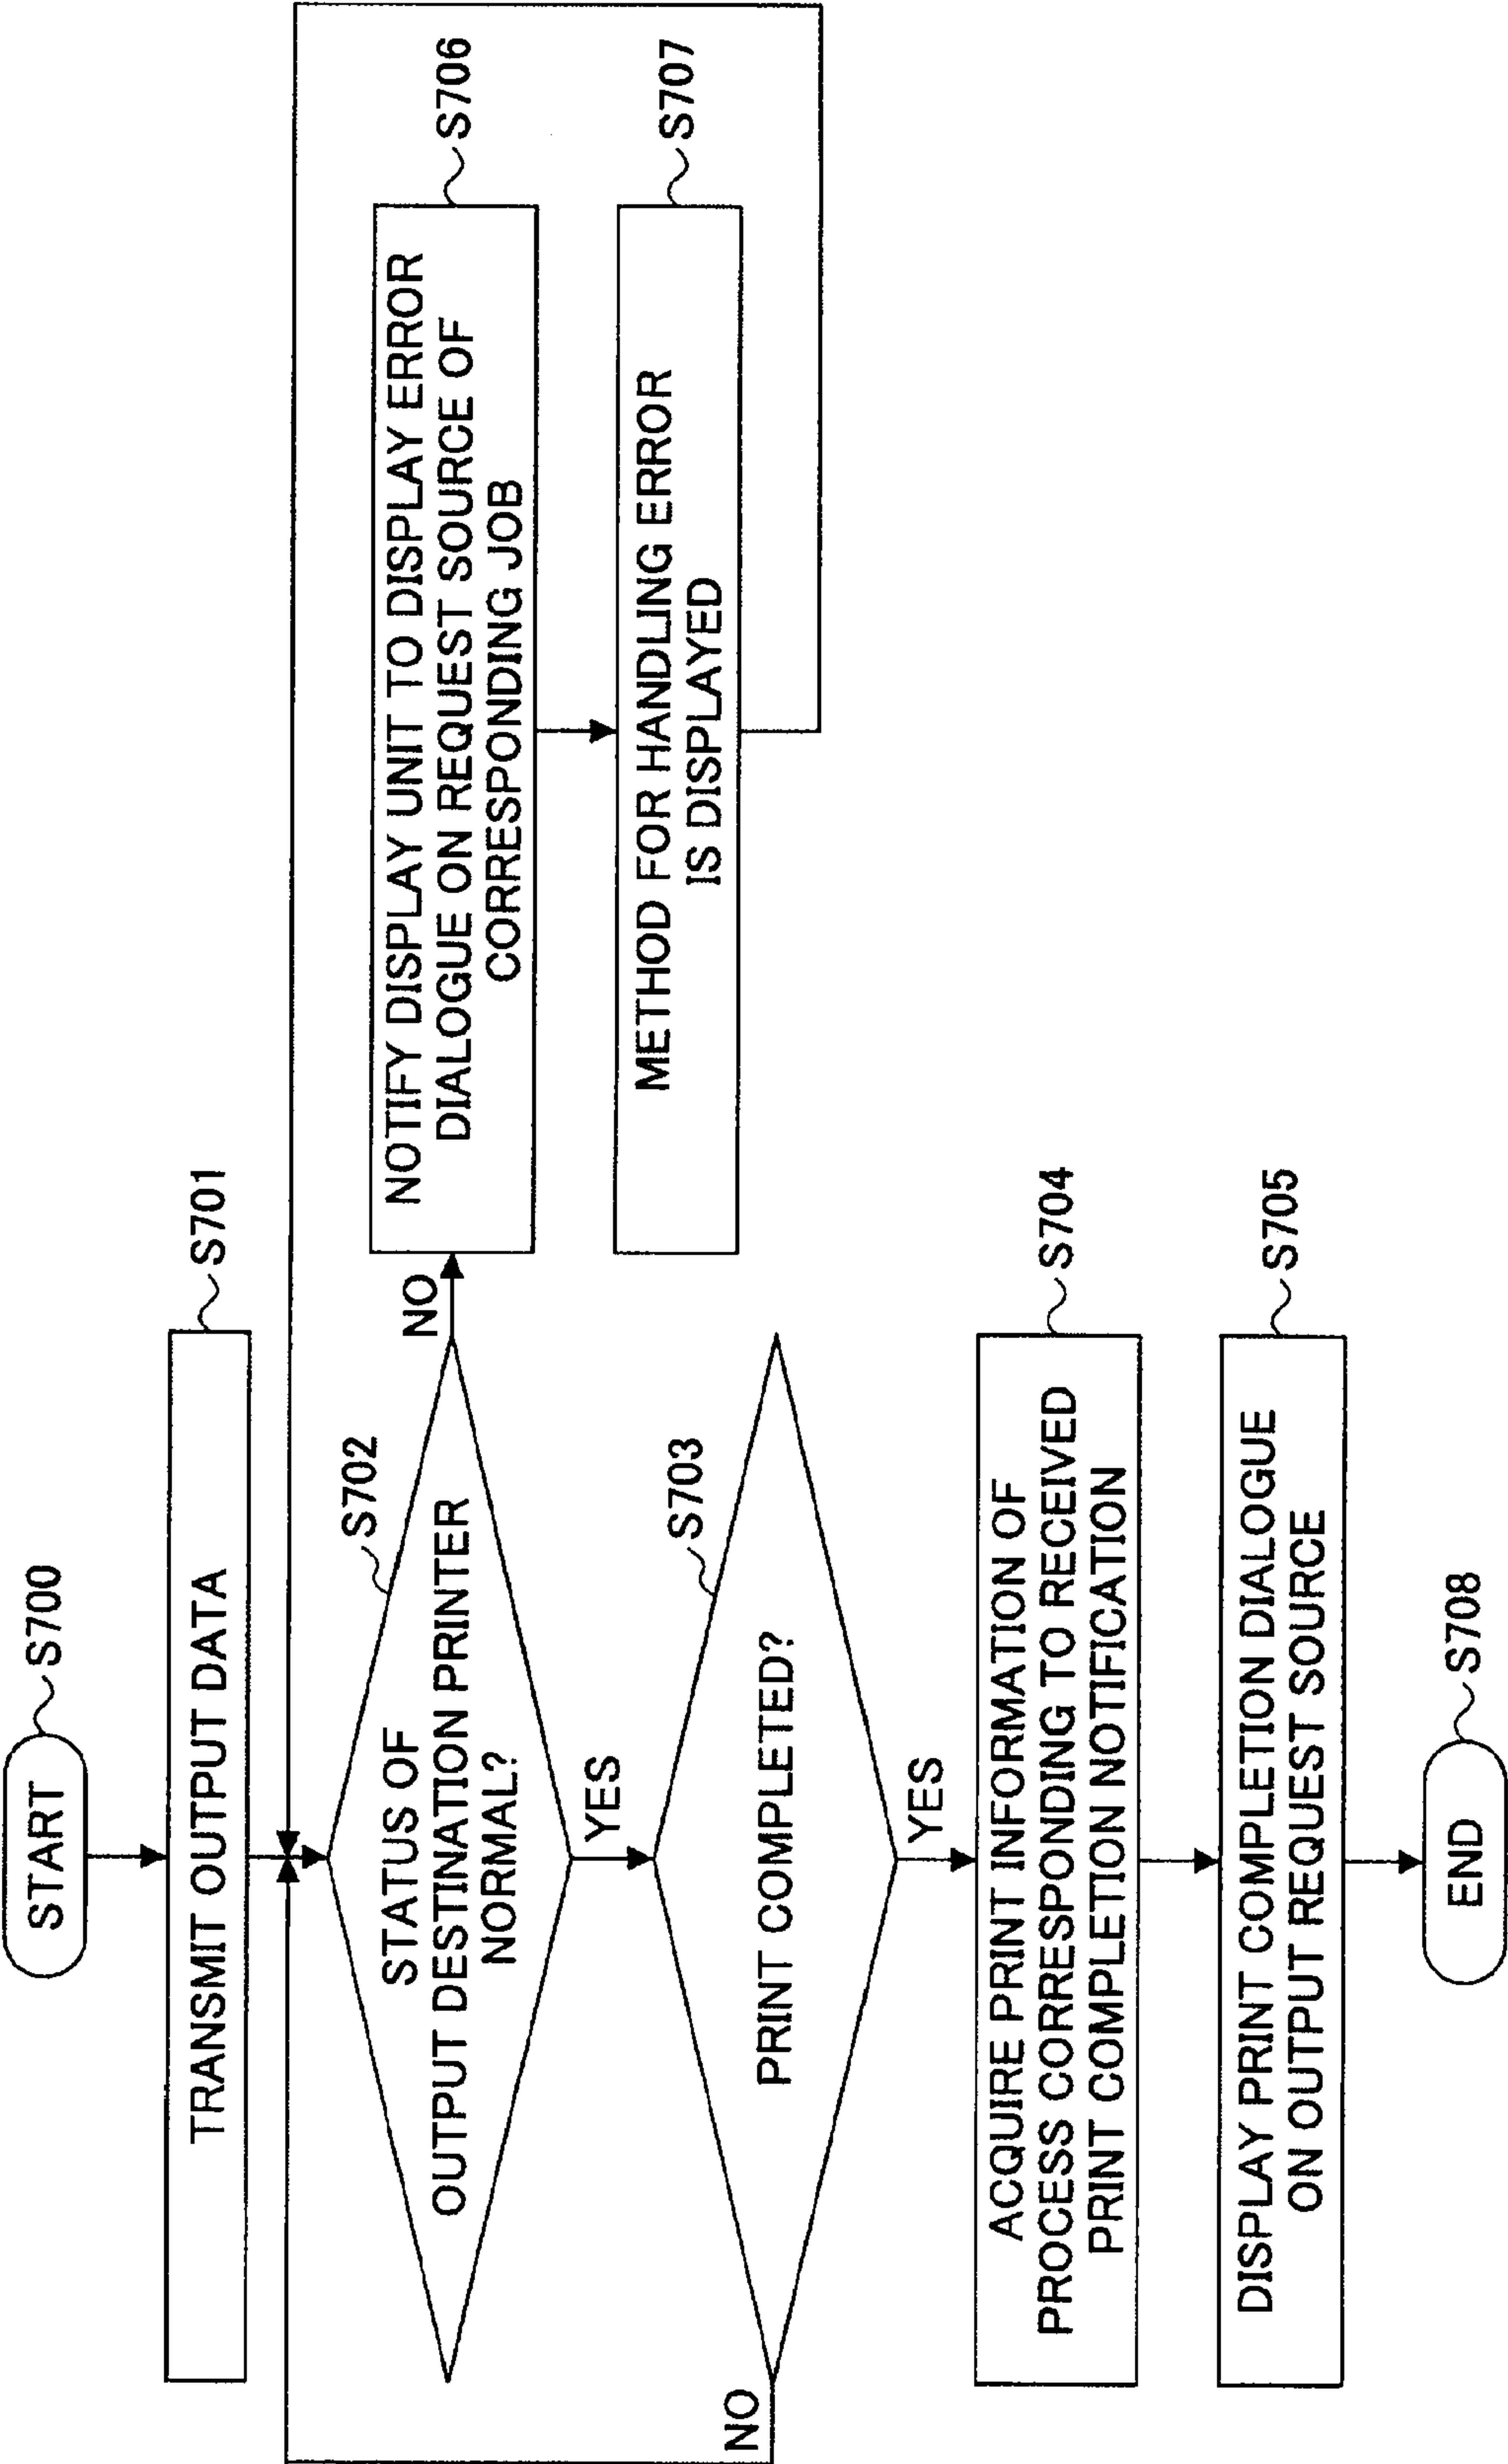 START
S700
TRANSMIT OUTPUT DATA
S701
STATUS OF
OUTPUT DESTINATION PRINTER
NORMAL?
S702
NO
YES
NOTIFY DISPLAY UNIT TO DISPLAY ERROR
DIALOGUE ON REQUEST SOURCE OF
CORRESPONDING JOB
S706
METHOD FOR HANDLING ERROR
IS DISPLAYED
S707
PRINT COMPLETED?
S703
NO
YES
ACQUIRE PRINT INFORMATION OF
PROCESS CORRESPONDING TO RECEIVED
PRINT COMPLETION NOTIFICATION
S704
DISPLAY PRINT COMPLETION DIALOGUE
ON OUTPUT REQUEST SOURCE
S705
END
S708